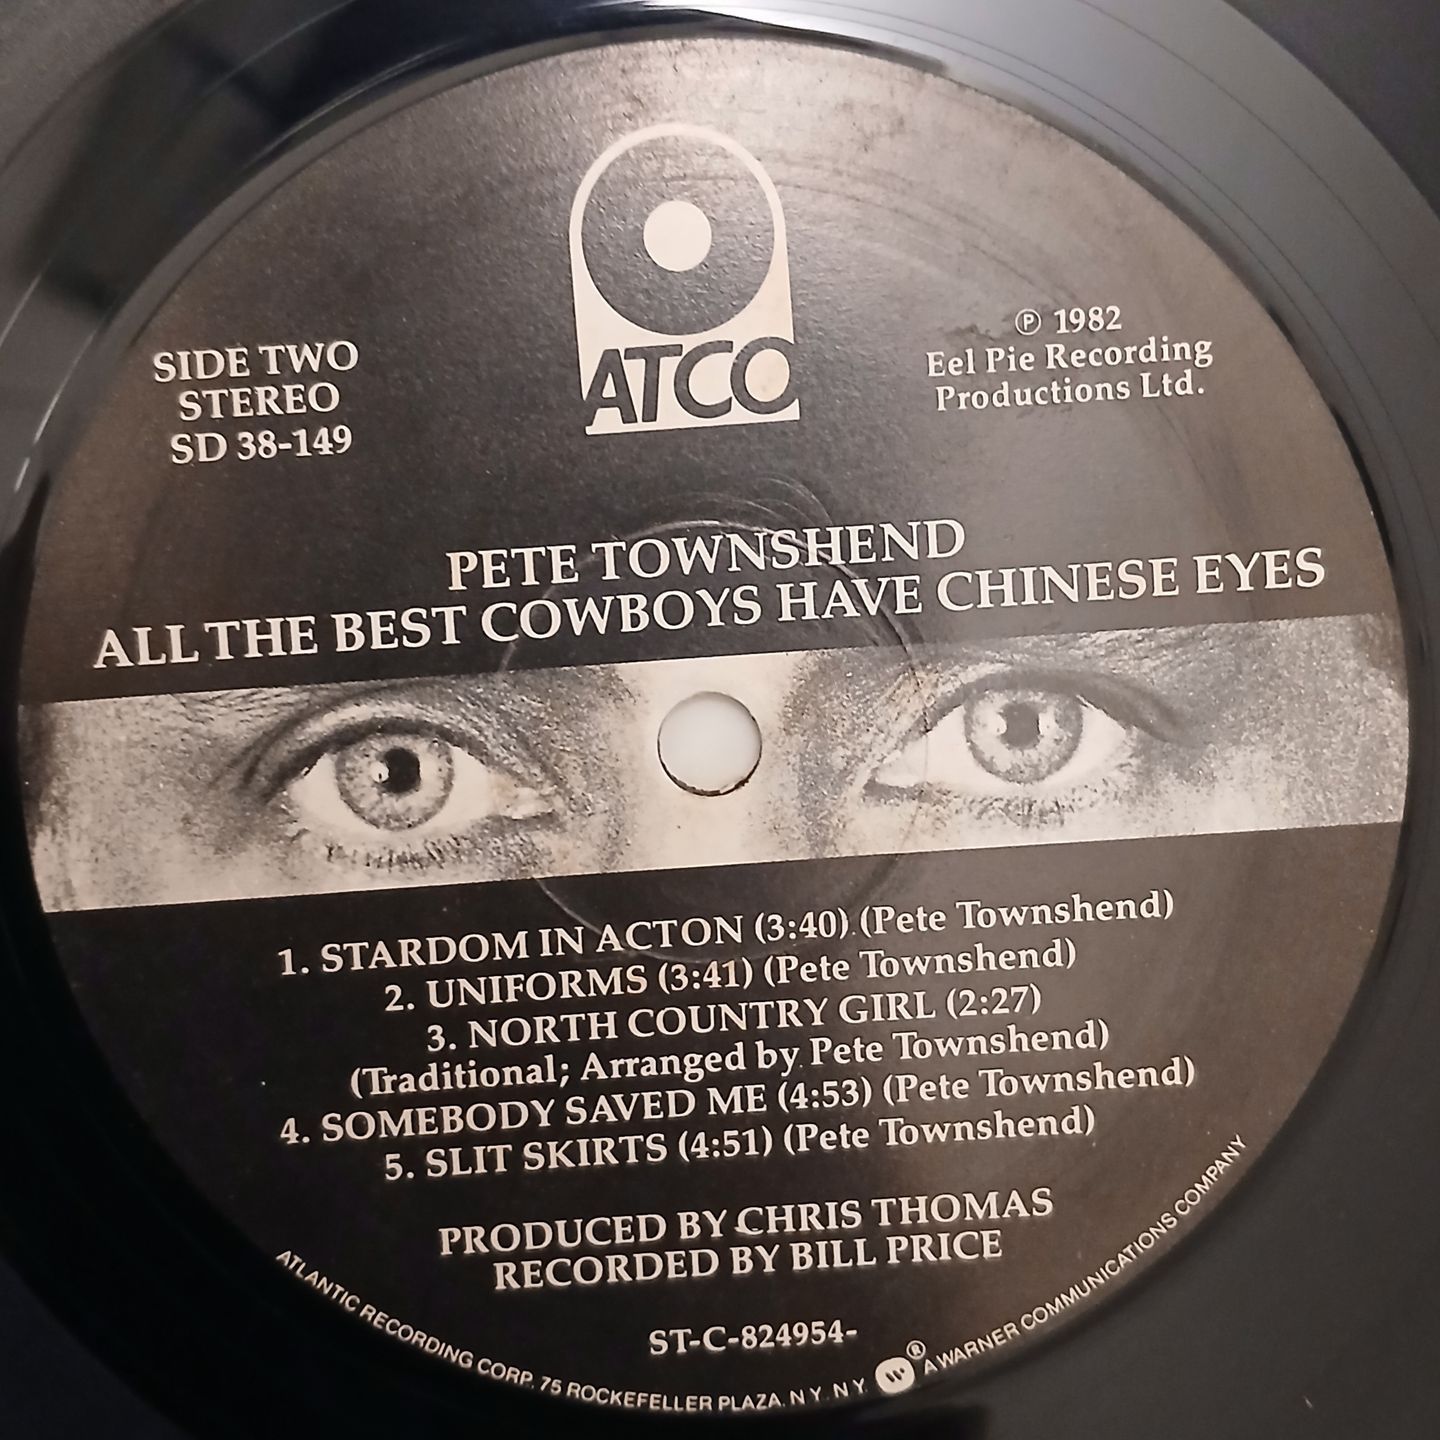 ATCO
SIDE TWO
STEREO
SD 38-149
℗ 1982
Eel Pie Recording
Productions Ltd.
PETE TOWNSHEND
ALL THE BEST COWBOYS HAVE CHINESE EYES
1. STARDOM IN ACTON (3:40) (Pete Townshend)
2. UNIFORMS (3:41) (Pete Townshend)
3. NORTH COUNTRY GIRL (2:27)
(Traditional; Arranged by Pete Townshend)
4. SOMEBODY SAVED ME (4:53) (Pete Townshend)
5. SLIT SKIRTS (4:51) (Pete Townshend)
PRODUCED BY CHRIS THOMAS
RECORDED BY BILL PRICE
ST-C-824954-
ATLANTIC RECORDING CORP. 75 ROCKEFELLER PLAZA, N.Y. N.Y. W ® A WARNER COMMUNICATIONS COMPANY